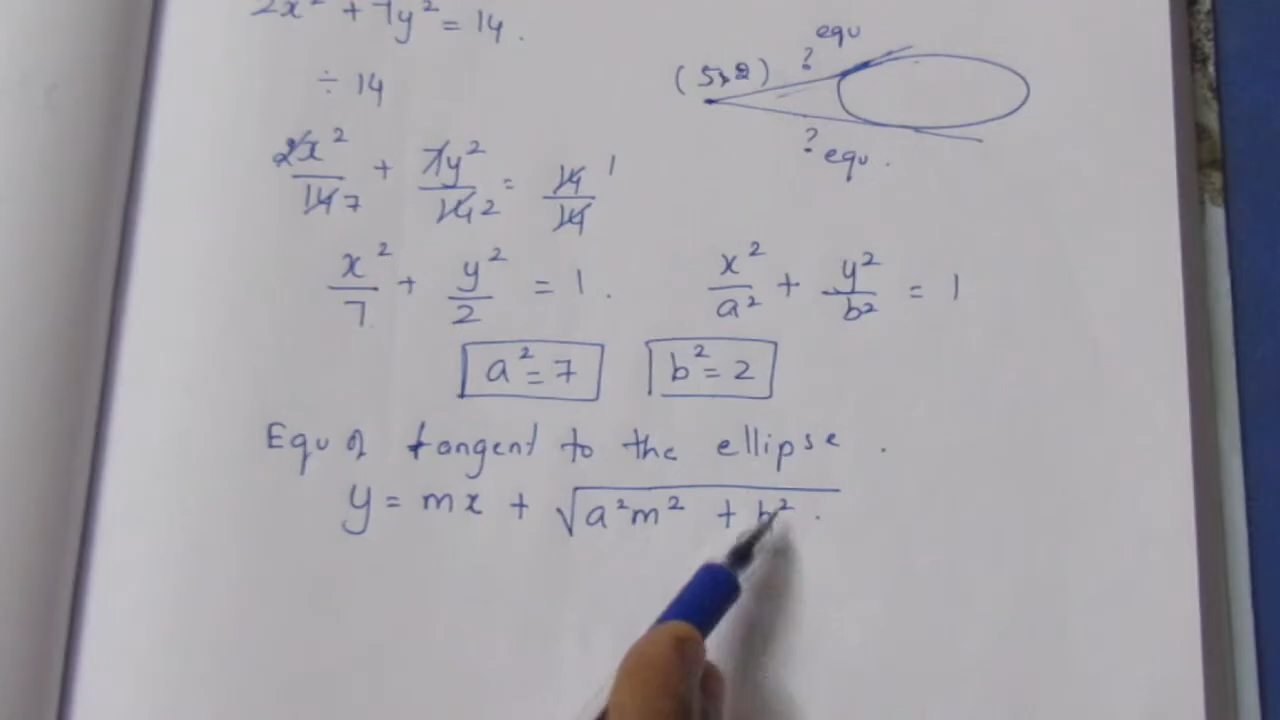 2x² + 7y² = 14.
÷ 14
2x²/14 7 + 7y²/14 2 = 14/14 1
x²/7 + y²/2 = 1.
a² = 7
b² = 2
equ
?
?
equ.
x²/a² + y²/b² = 1
Equ of tangent to the ellipse.
y = mx + √a²m² + b².